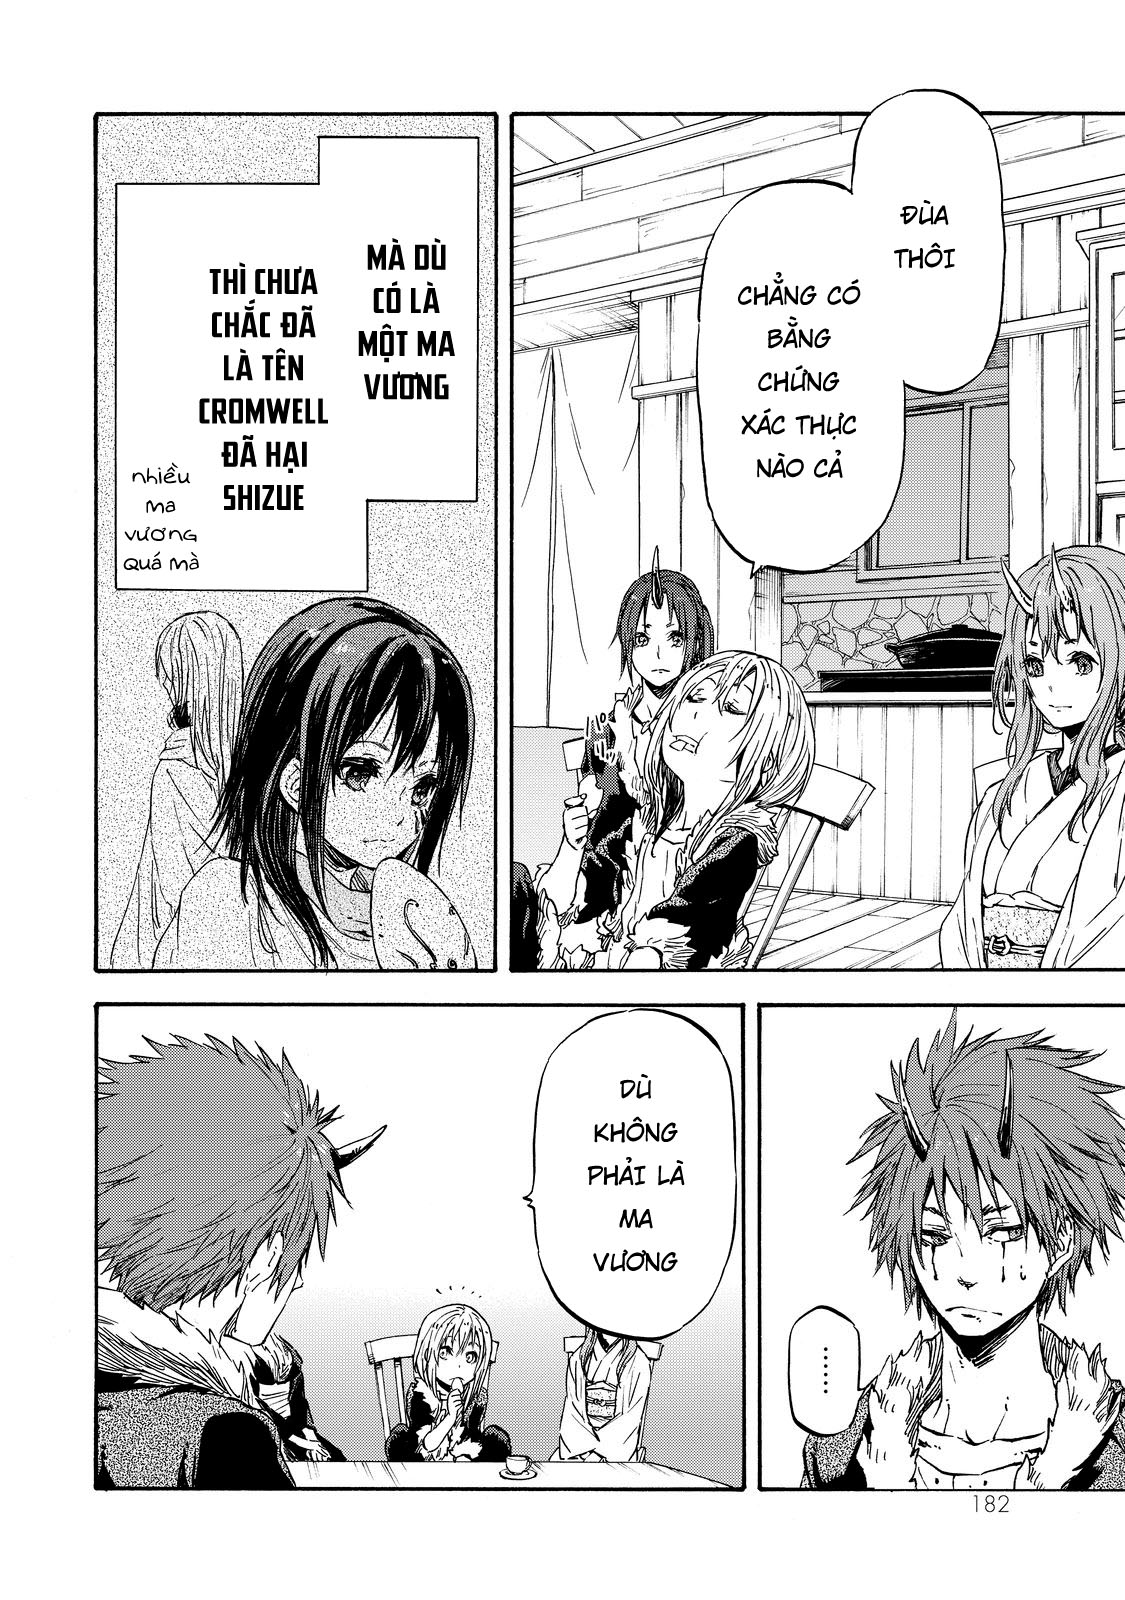 ĐÙA
THÔI
CHẲNG CÓ
BẰNG
CHỨNG
XÁC THỰC
NÀO CẢ
MÀ DÙ
CÓ LÀ
MỘT MA
VƯƠNG
THÌ CHƯA
CHẮC ĐÃ
LÀ TÊN
CROMWELL
ĐÃ HẠI
SHIZUE
nhiều
ma
vương
quá mà
......
DÙ
KHÔNG
PHẢI LÀ
MA
VƯƠNG
182